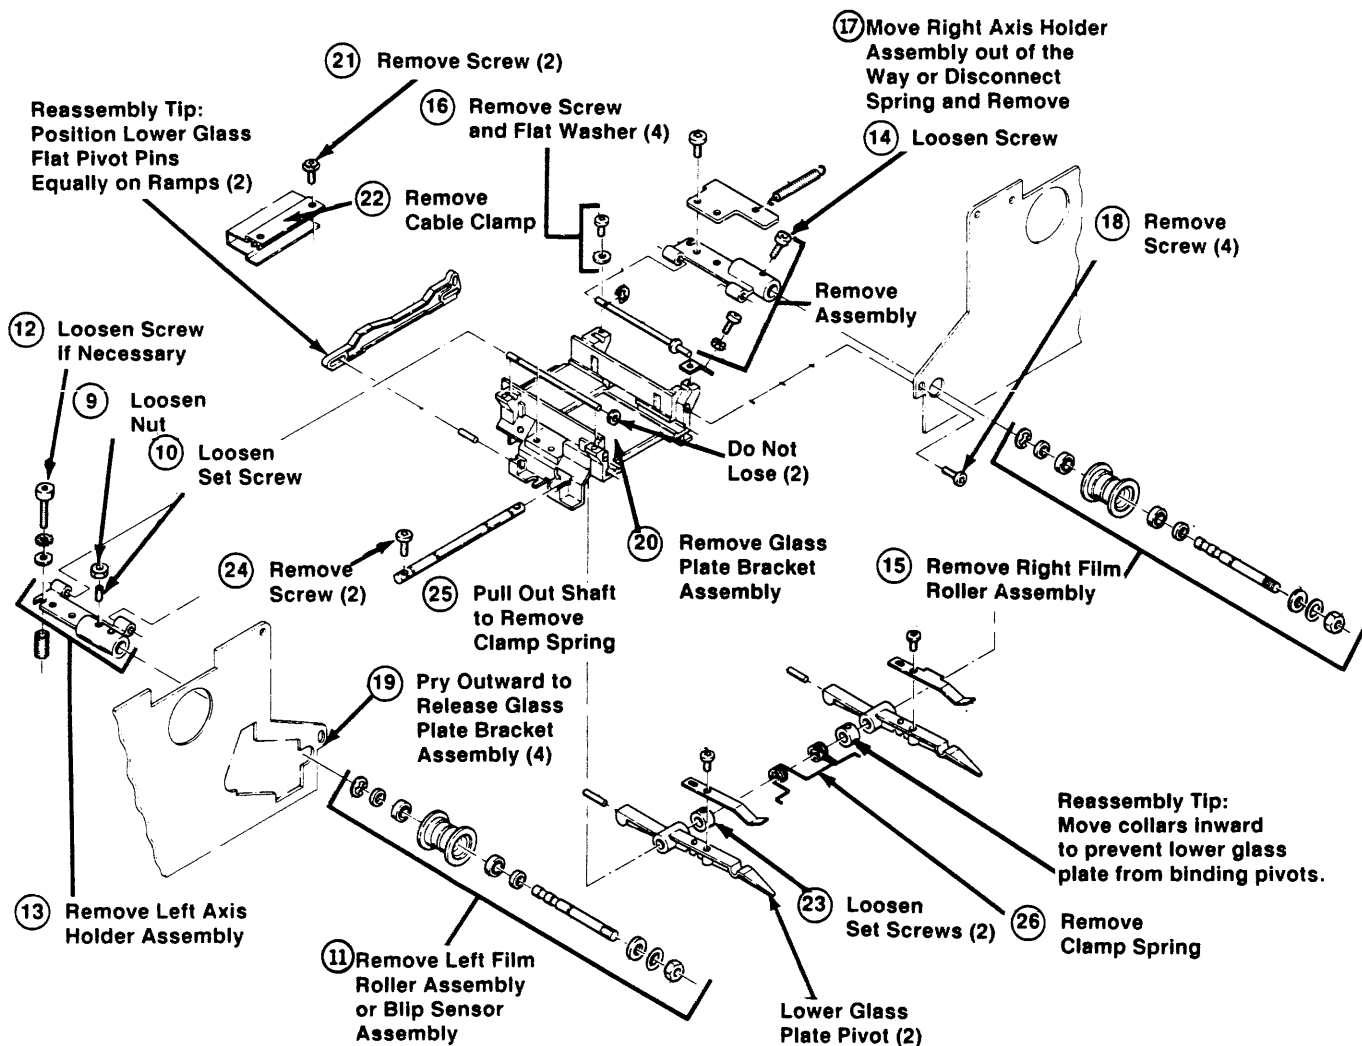 17 Move Right Axis Holder
Assembly out of the
Way or Disconnect
Spring and Remove
21 Remove Screw (2)
16 Remove Screw
and Flat Washer (4)
14 Loosen Screw
Reassembly Tip:
Position Lower Glass
Flat Pivot Pins
Equally on Ramps (2)
22 Remove
Cable Clamp
18 Remove
Screw (4)
Remove
Assembly
12 Loosen Screw
If Necessary
9 Loosen
Nut
10 Loosen
Set Screw
Do Not
Lose (2)
20 Remove Glass
Plate Bracket
Assembly
24 Remove
Screw (2)
25 Pull Out Shaft
to Remove
Clamp Spring
15 Remove Right Film
Roller Assembly
19 Pry Outward to
Release Glass
Plate Bracket
Assembly (4)
Reassembly Tip:
Move collars inward
to prevent lower glass
plate from binding pivots.
13 Remove Left Axis
Holder Assembly
23 Loosen
Set Screws (2)
26 Remove
Clamp Spring
11 Remove Left Film
Roller Assembly
or Blip Sensor
Assembly
Lower Glass
Plate Pivot (2)